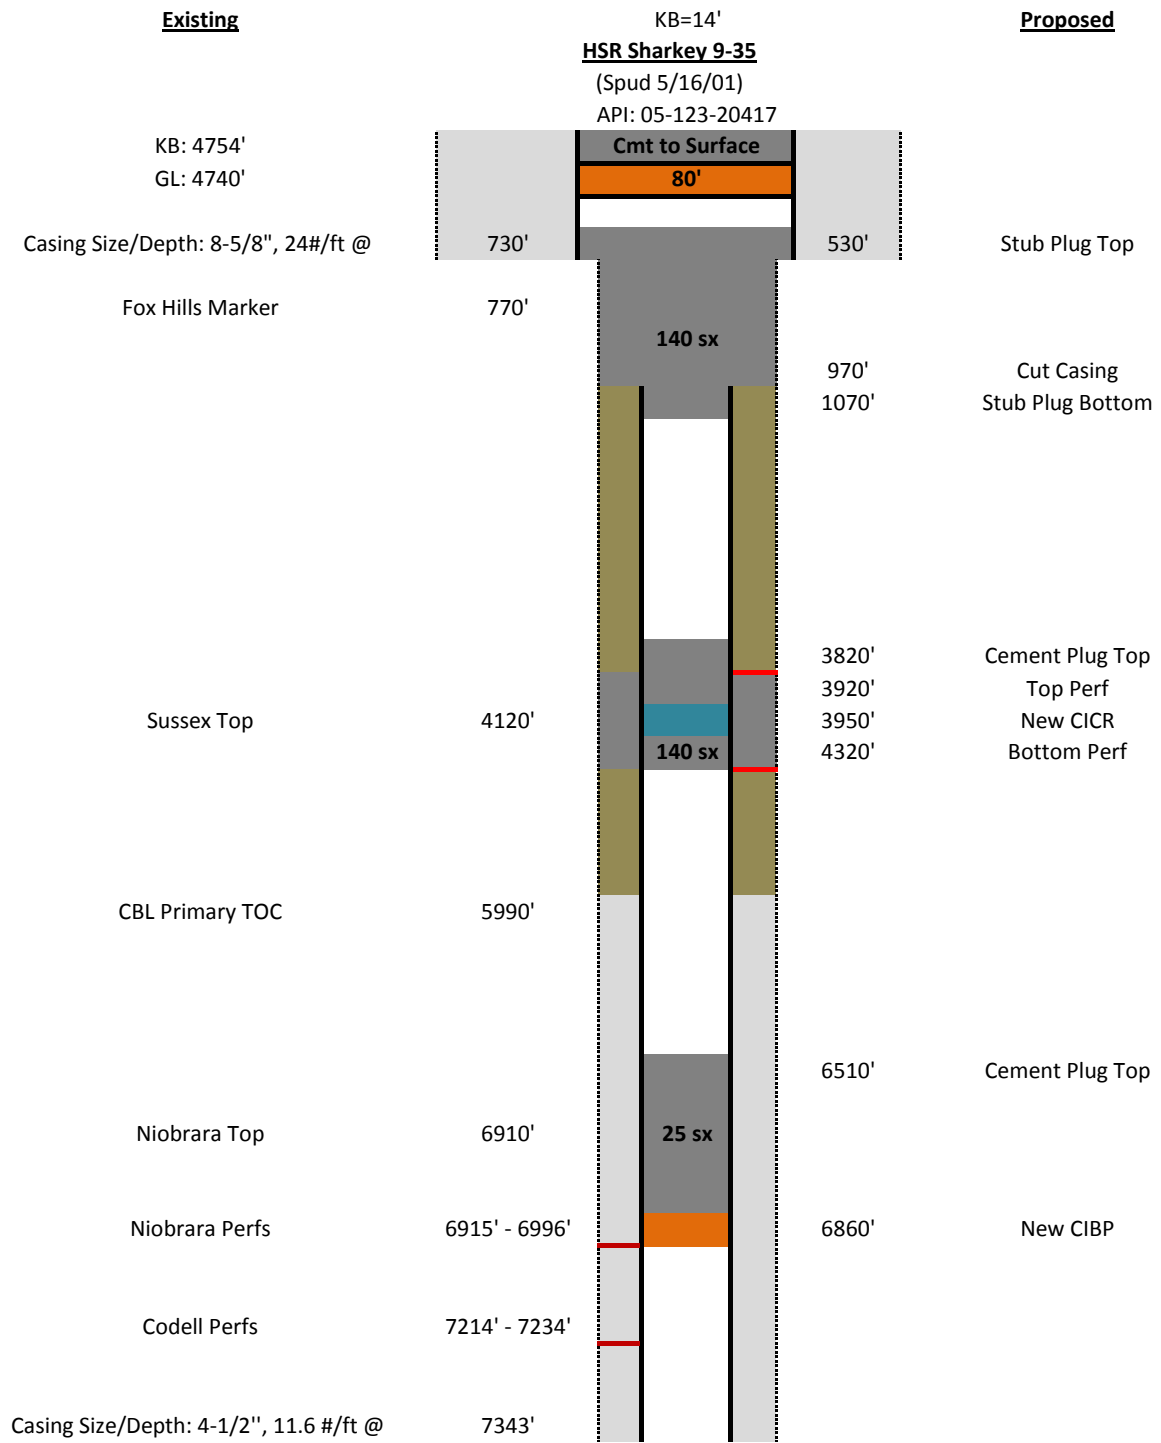 Existing KB=14' Proposed
HSR Sharkey 9-35
(Spud 5/16/01)
API: 05-123-20417
KB: 4754' Cmt to Surface
GL: 4740' 80'
Casing Size/Depth: 8-5/8", 24#/ft @ 730' 530' Stub Plug Top
Fox Hills Marker 770'
140 sx
970' Cut Casing
1070' Stub Plug Bottom
3820' Cement Plug Top
3920' Top Perf
Sussex Top 4120' 3950' New CICR
140 sx 4320' Bottom Perf
CBL Primary TOC 5990'
6510' Cement Plug Top
Niobrara Top 6910' 25 sx
Niobrara Perfs 6915' - 6996' 6860' New CIBP
Codell Perfs 7214' - 7234'
Casing Size/Depth: 4-1/2'', 11.6 #/ft @ 7343'